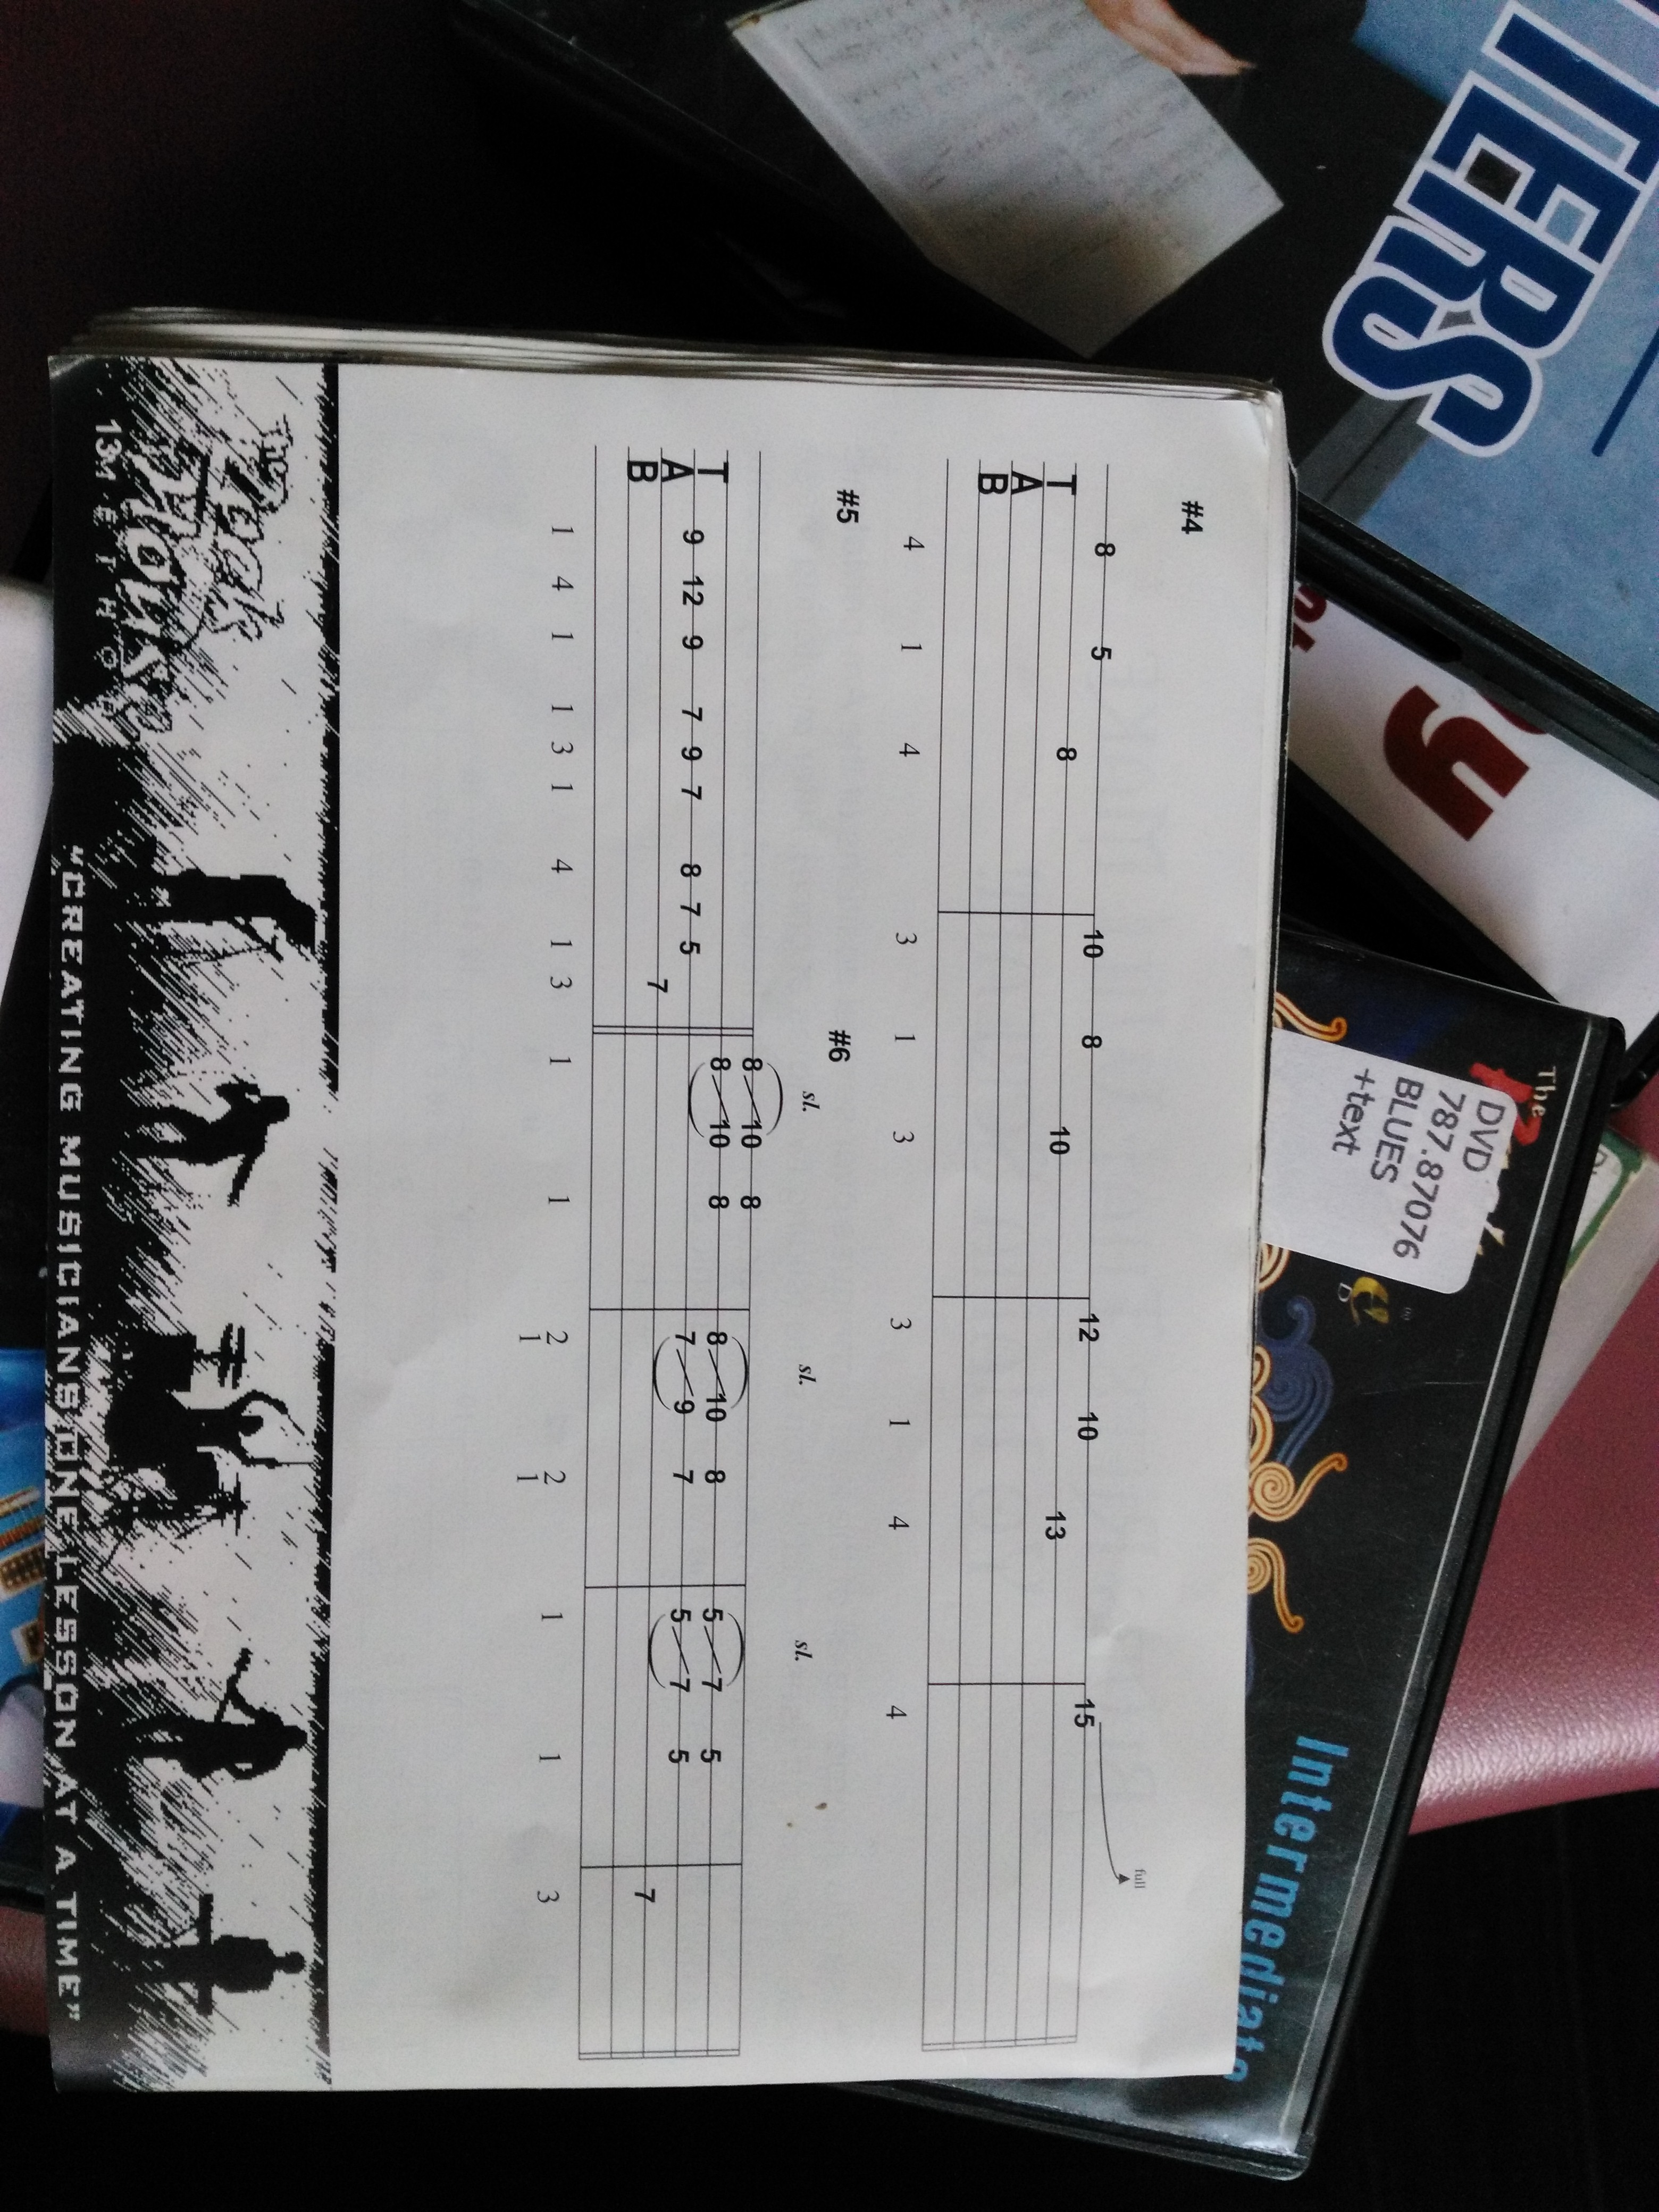 #4
8 5 8 10 8 10 12 10 13 15 full
T
A
B
4 1 4 3 1 3 3 1 4 4
#5 #6
sl. sl. sl.
8 10 8
8 10 8 8 10 8 5 7 5
9 12 9 7 9 7 8 7 5 7 9 7 5 7 5
7 7
T
A
B
1 4 1 1 3 1 4 1 3 1 1 2 2 1 1 3
1 1
The
Rock
House
METHOD
13
"CREATING MUSICIANS ONE LESSON AT A TIME"
TERS
The
DVD
787.87076
BLUES
+text
Intermediate